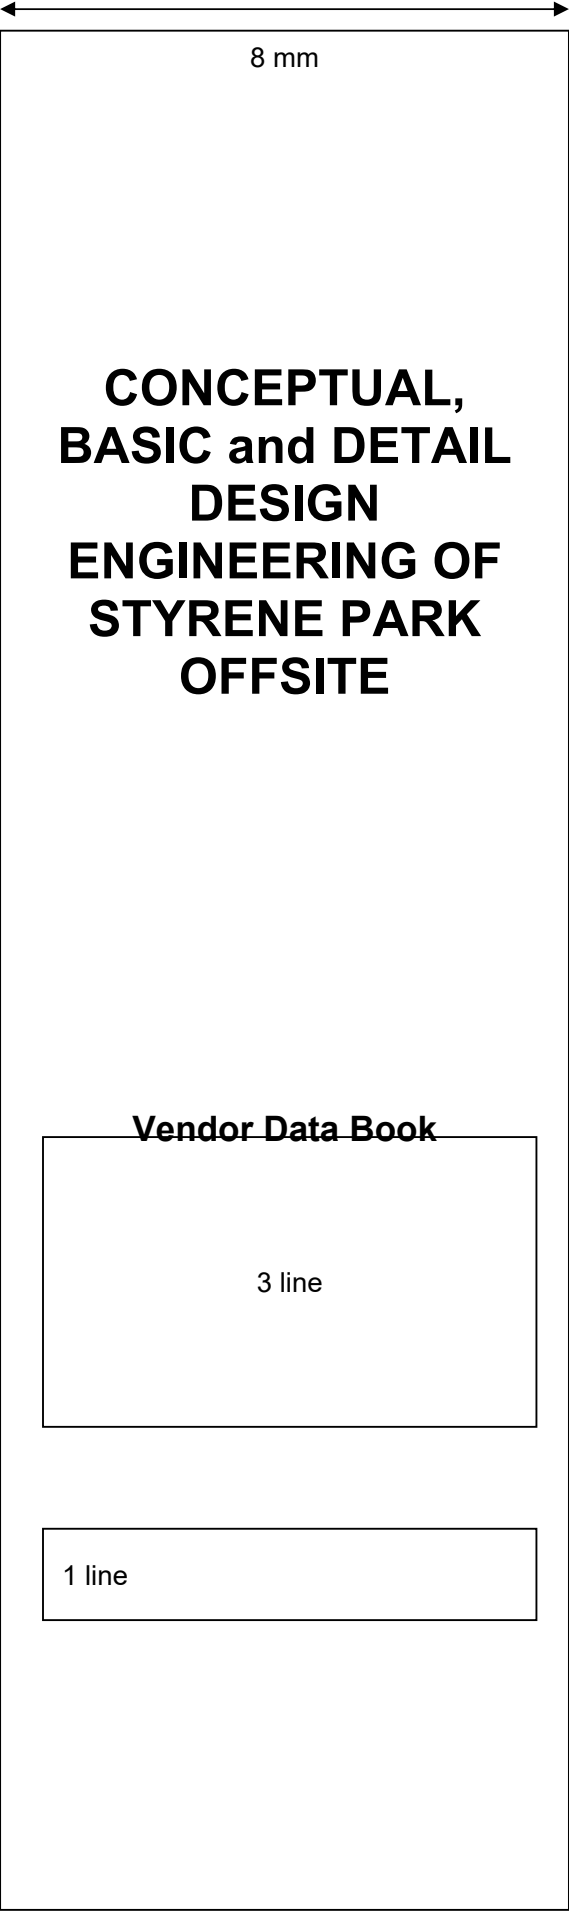 8 mm
CONCEPTUAL,
BASIC and DETAIL
DESIGN
ENGINEERING OF
STYRENE PARK
OFFSITE
Vendor Data Book
3 line
1 line